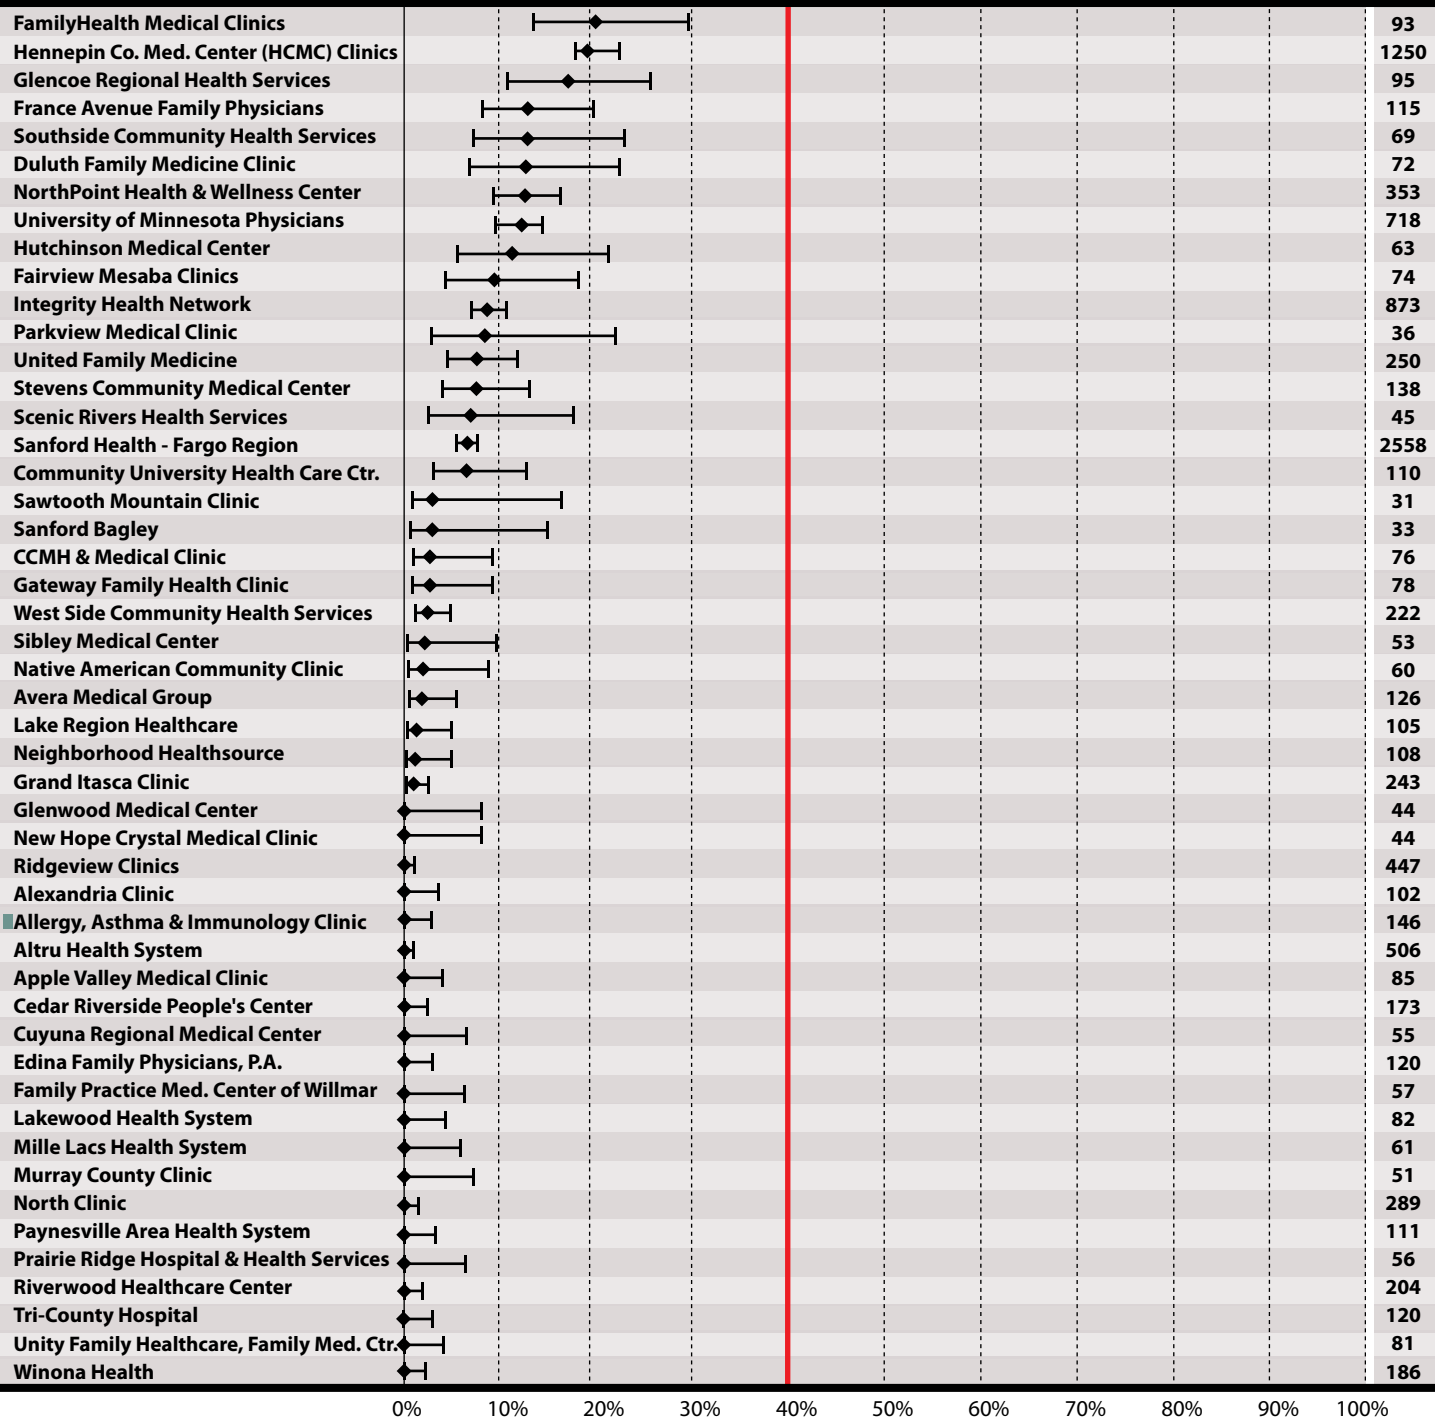 FamilyHealth Medical Clinics 93
Hennepin Co. Med. Center (HCMC) Clinics 1250
Glencoe Regional Health Services 95
France Avenue Family Physicians 115
Southside Community Health Services 69
Duluth Family Medicine Clinic 72
NorthPoint Health & Wellness Center 353
University of Minnesota Physicians 718
Hutchinson Medical Center 63
Fairview Mesaba Clinics 74
Integrity Health Network 873
Parkview Medical Clinic 36
United Family Medicine 250
Stevens Community Medical Center 138
Scenic Rivers Health Services 45
Sanford Health - Fargo Region 2558
Community University Health Care Ctr. 110
Sawtooth Mountain Clinic 31
Sanford Bagley 33
CCMH & Medical Clinic 76
Gateway Family Health Clinic 78
West Side Community Health Services 222
Sibley Medical Center 53
Native American Community Clinic 60
Avera Medical Group 126
Lake Region Healthcare 105
Neighborhood Healthsource 108
Grand Itasca Clinic 243
Glenwood Medical Center 44
New Hope Crystal Medical Clinic 44
Ridgeview Clinics 447
Alexandria Clinic 102
Allergy, Asthma & Immunology Clinic 146
Altru Health System 506
Apple Valley Medical Clinic 85
Cedar Riverside People's Center 173
Cuyuna Regional Medical Center 55
Edina Family Physicians, P.A. 120
Family Practice Med. Center of Willmar 57
Lakewood Health System 82
Mille Lacs Health System 61
Murray County Clinic 51
North Clinic 289
Paynesville Area Health System 111
Prairie Ridge Hospital & Health Services 56
Riverwood Healthcare Center 204
Tri-County Hospital 120
Unity Family Healthcare, Family Med. Ctr. 81
Winona Health 186
0% 10% 20% 30% 40% 50% 60% 70% 80% 90% 100%